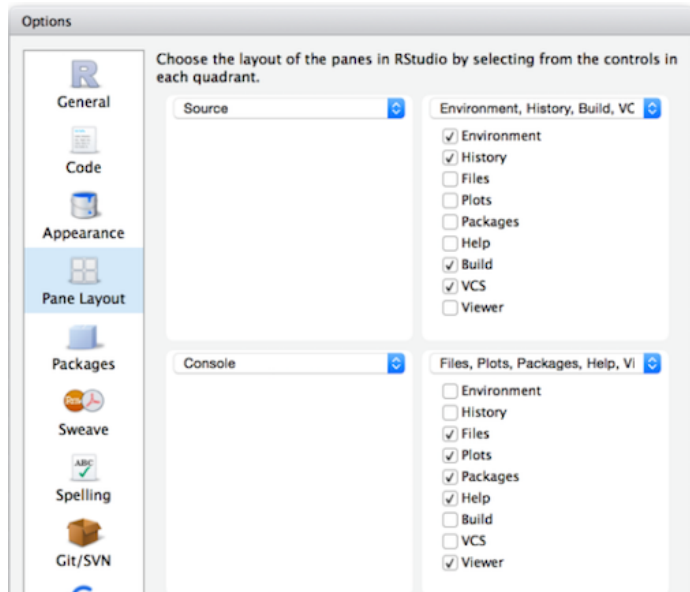 Options
Choose the layout of the panes in RStudio by selecting from the controls in
each quadrant.
R
General
Code
Appearance
Pane Layout
Packages
Sweave
ABC
Spelling
Git/SVN
Source
Environment, History, Build, VC
Environment
History
Files
Plots
Packages
Help
Build
VCS
Viewer
Console
Files, Plots, Packages, Help, Vi
Environment
History
Files
Plots
Packages
Help
Build
VCS
Viewer